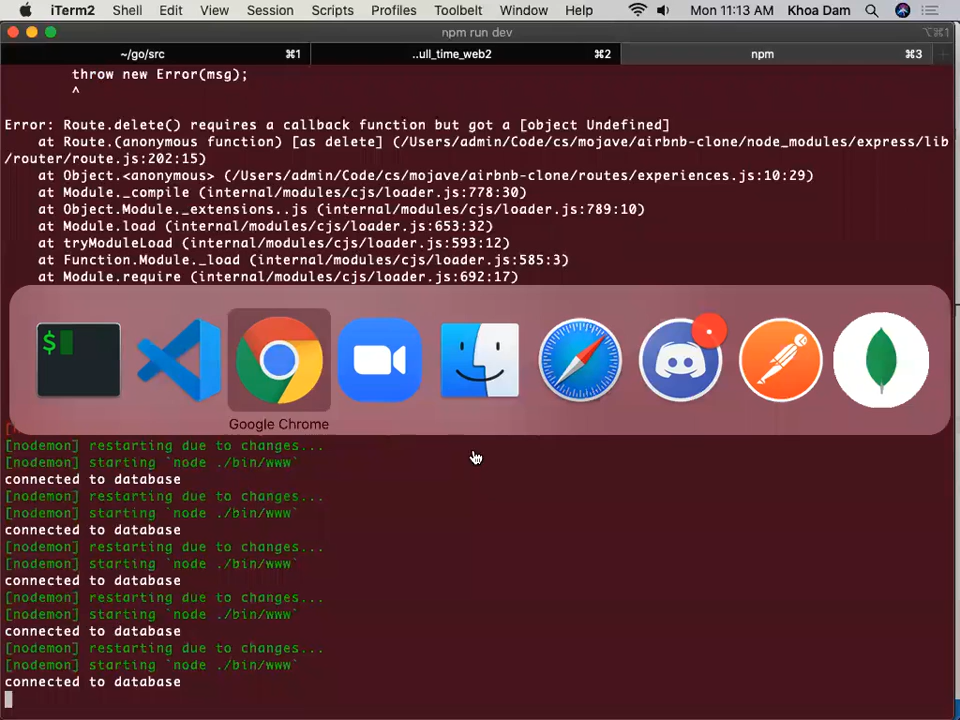 iTerm2 Shell Edit View Session Scripts Profiles Toolbelt Window Help Mon 11:13 AM Khoa Dam
npm run dev
⌥⌘1
~/go/src ⌘1 ..ull_time_web2 ⌘2 npm ⌘3
throw new Error(msg);
^
Error: Route.delete() requires a callback function but got a [object Undefined]
at Route.(anonymous function) [as delete] (/Users/admin/Code/cs/mojave/airbnb-clone/node_modules/express/lib
/router/route.js:202:15)
at Object.<anonymous> (/Users/admin/Code/cs/mojave/airbnb-clone/routes/experiences.js:10:29)
at Module._compile (internal/modules/cjs/loader.js:778:30)
at Object.Module._extensions..js (internal/modules/cjs/loader.js:789:10)
at Module.load (internal/modules/cjs/loader.js:653:32)
at tryModuleLoad (internal/modules/cjs/loader.js:593:12)
at Function.Module._load (internal/modules/cjs/loader.js:585:3)
at Module.require (internal/modules/cjs/loader.js:692:17)
$
Google Chrome
[nodemon] restarting due to changes...
[nodemon] starting `node ./bin/www`
connected to database
[nodemon] restarting due to changes...
[nodemon] starting `node ./bin/www`
connected to database
[nodemon] restarting due to changes...
[nodemon] starting `node ./bin/www`
connected to database
[nodemon] restarting due to changes...
[nodemon] starting `node ./bin/www`
connected to database
[nodemon] restarting due to changes...
[nodemon] starting `node ./bin/www`
connected to database